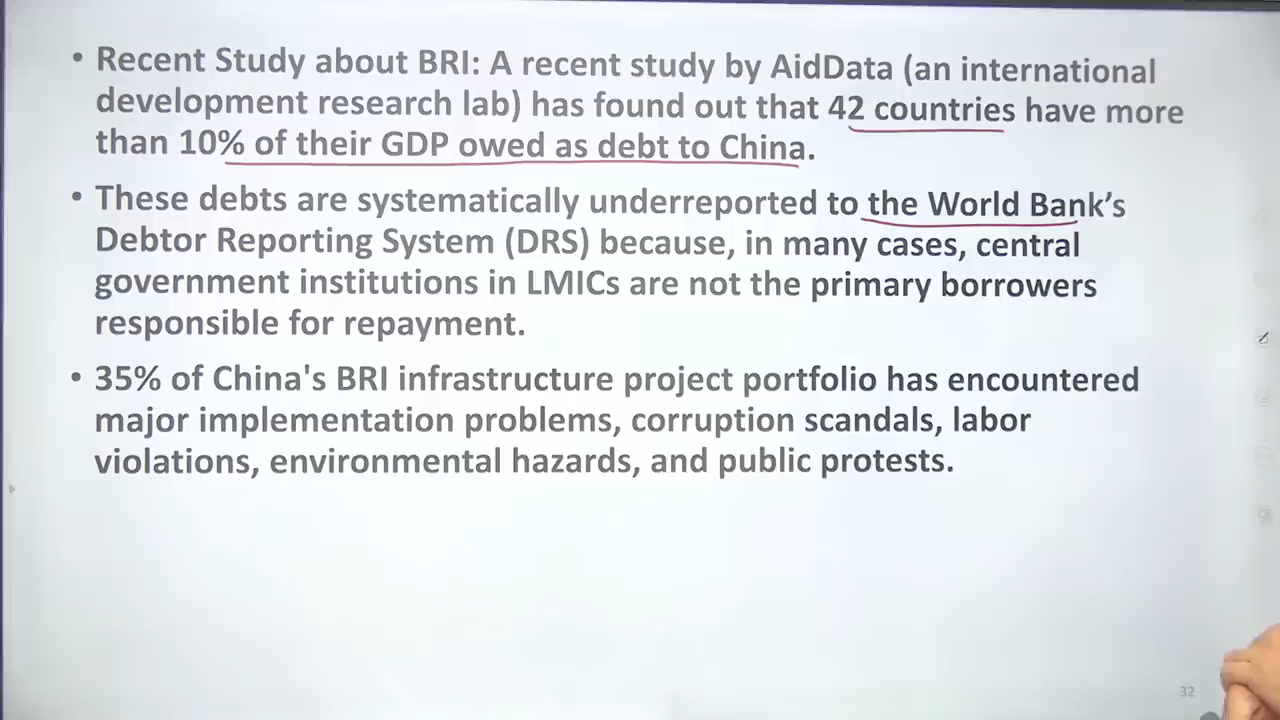 • Recent Study about BRI: A recent study by AidData (an international
development research lab) has found out that 42 countries have more
than 10% of their GDP owed as debt to China.
• These debts are systematically underreported to the World Bank’s
Debtor Reporting System (DRS) because, in many cases, central
government institutions in LMICs are not the primary borrowers
responsible for repayment.
• 35% of China's BRI infrastructure project portfolio has encountered
major implementation problems, corruption scandals, labor
violations, environmental hazards, and public protests.
32